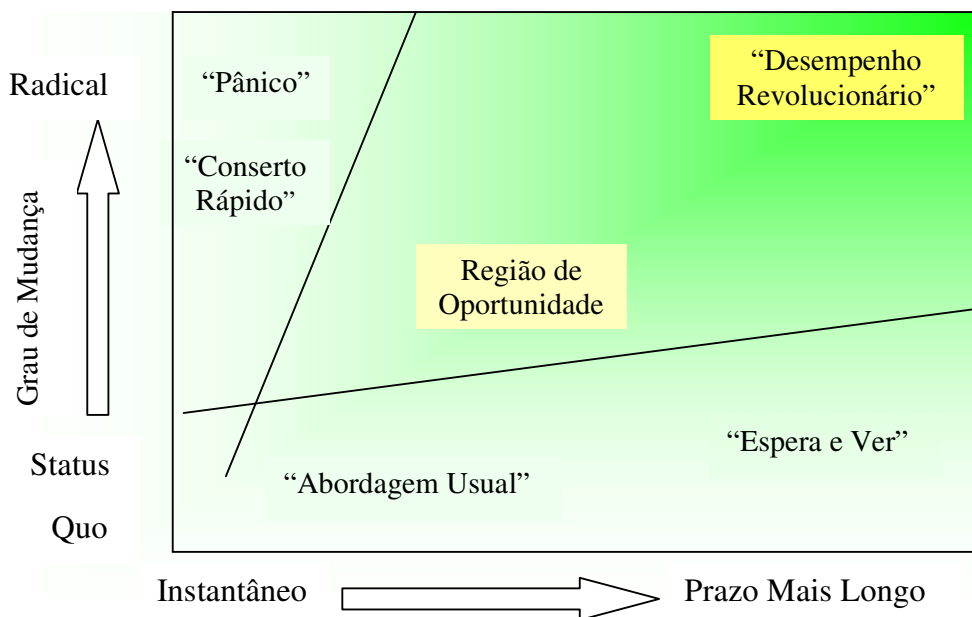 Radical
Grau de Mudança
Status
Quo
“Pânico”
“Conserto
Rápido”
“Desempenho
Revolucionário”
Região de
Oportunidade
“Espera e Ver”
“Abordagem Usual”
Instantâneo
Prazo Mais Longo